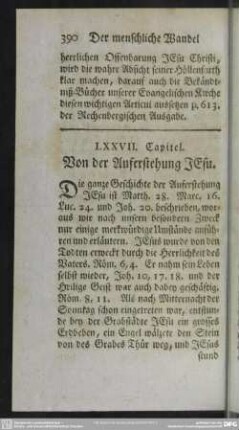 390 Der menschliche Wandel
herrlichen Offenbarung JEsu Christi,
wird die wahre Absicht seiner Höllenfarth
klar machen, darauf auch die Bekändt-
niß-Bücher unserer Evangelischen Kirche
diesen wichtigen Articul aussetzen p. 613.
der Rechenbergischen Ausgabe.
LXXVII. Capitel.
Von der Auferstehung JEsu.
Die ganze Geschichte der Auferstehung
JEsu ist Matth. 28. Marc. 16.
Luc. 24. und Joh. 20. beschrieben, wor-
aus wir nach unsern besondern Zweck
nur einige merkwürdige Umstände anfüh-
ren und erläutern. JEsus wurde von den
Todten erweckt durch die Herrlichkeit des
Vaters. Röm. 6, 4. Er nahm sein Leben
selbst wieder, Joh. 10, 17. 18. und der
Heilige Geist war auch dabey geschäftig.
Röm. 8, 11. Als nach Mitternacht der
Sonntag schon eingetreten war, entstun-
de bey der Grabstädte JEsu ein grosses
Erdbeben, ein Engel wälzete den Stein
von des Grabes Thür weg, und JEsus
stund